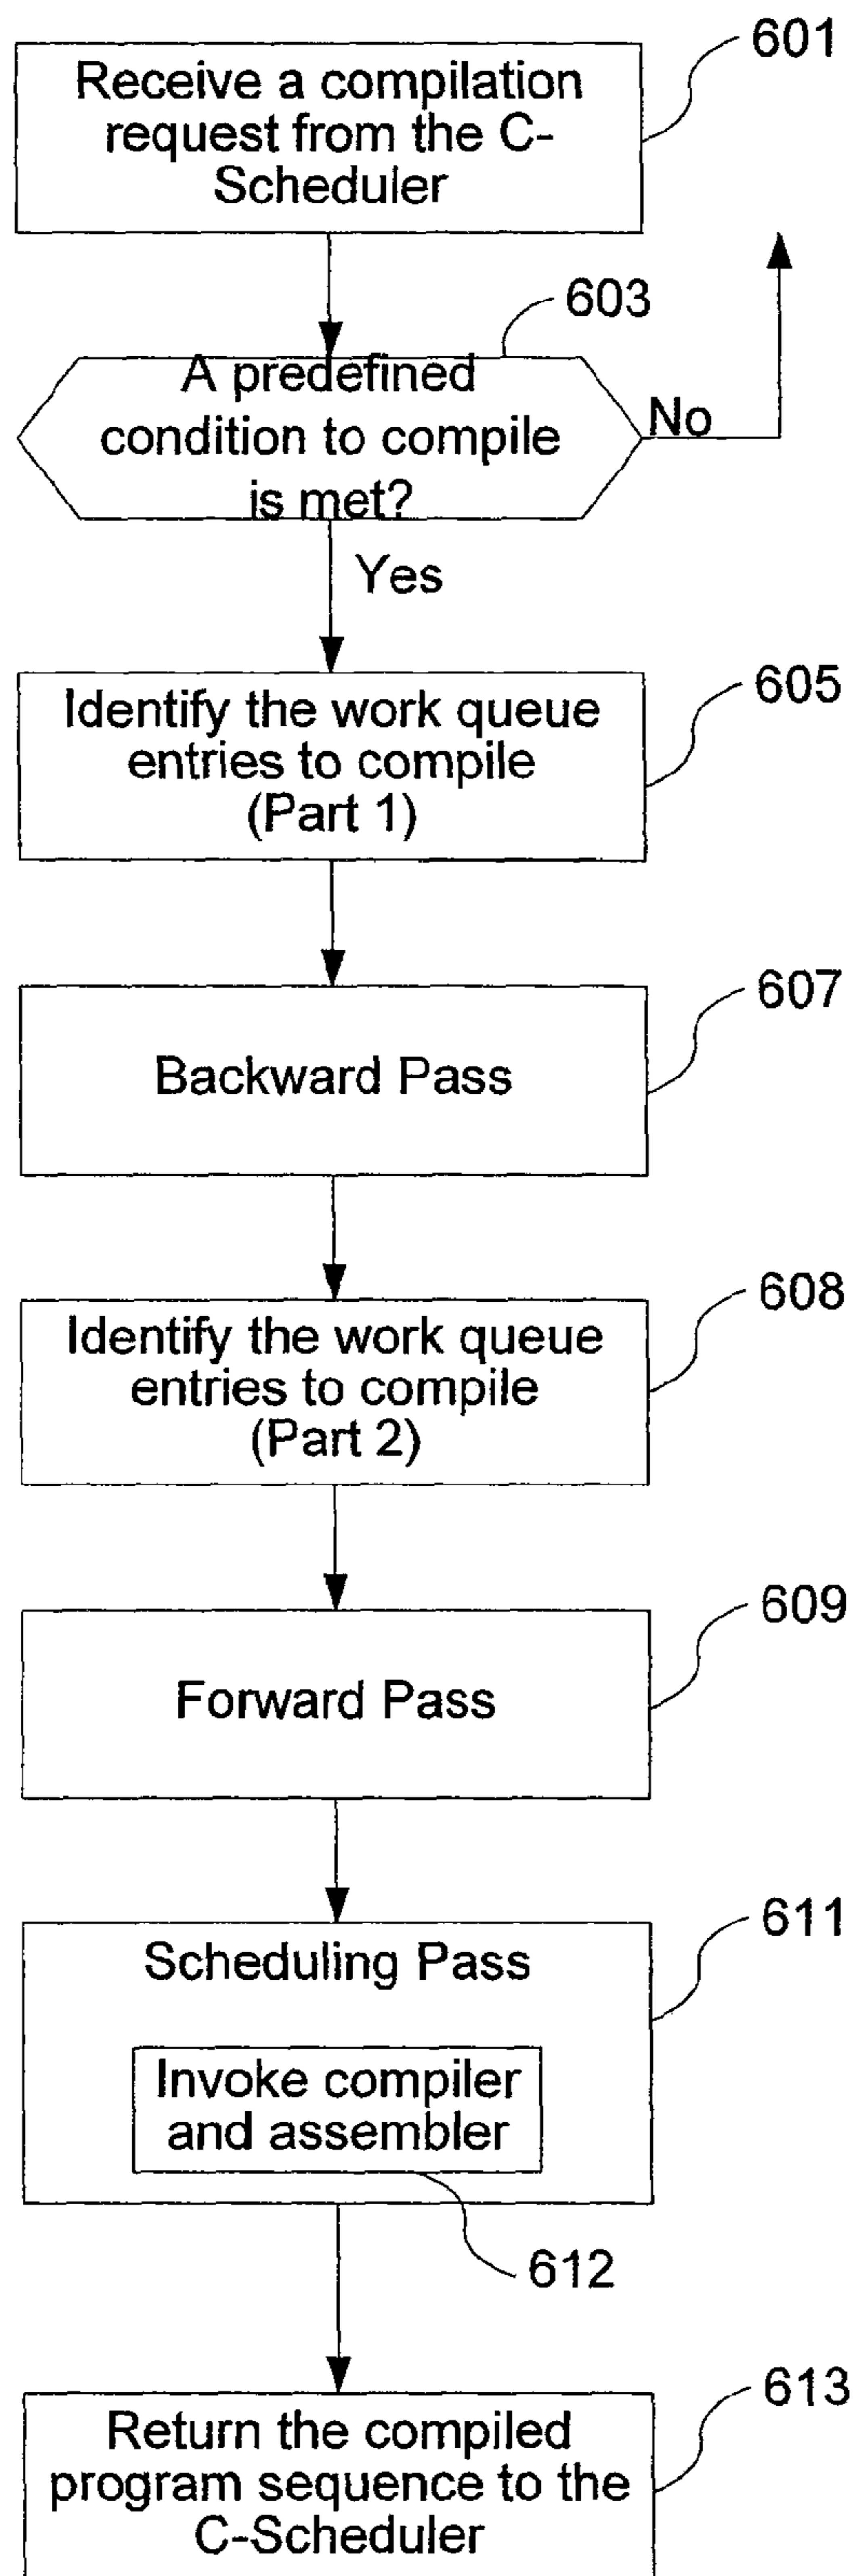 601
Receive a compilation
request from the C-
Scheduler
603
A predefined
condition to compile
is met?
No
Yes
605
Identify the work queue
entries to compile
(Part 1)
607
Backward Pass
608
Identify the work queue
entries to compile
(Part 2)
609
Forward Pass
611
Scheduling Pass
Invoke compiler
and assembler
612
613
Return the compiled
program sequence to the
C-Scheduler